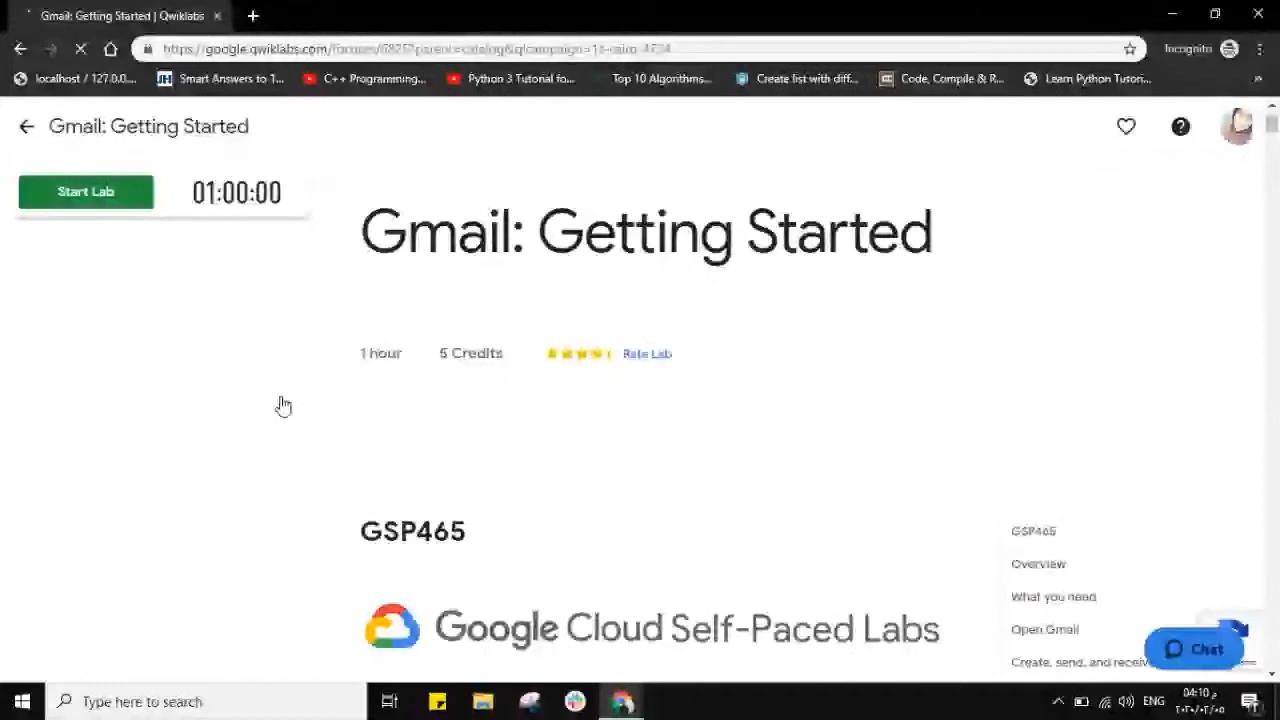 Gmail: Getting Started | Qwiklabs
Incognito
localhost / 127.0.0...
Smart Answers to 1...
C++ Programming...
Python 3 Tutorial fo...
Top 10 Algorithms...
Create list with diff...
Code, Compile & R...
Learn Python Tutori...
Gmail: Getting Started
Start Lab
01:00:00
Gmail: Getting Started
1 hour
5 Credits
Rate Lab
GSP465
GSP465
Overview
What you need
Google Cloud Self-Paced Labs
Open Gmail
Chat
Create, send, and receiv
Type here to search
ENG